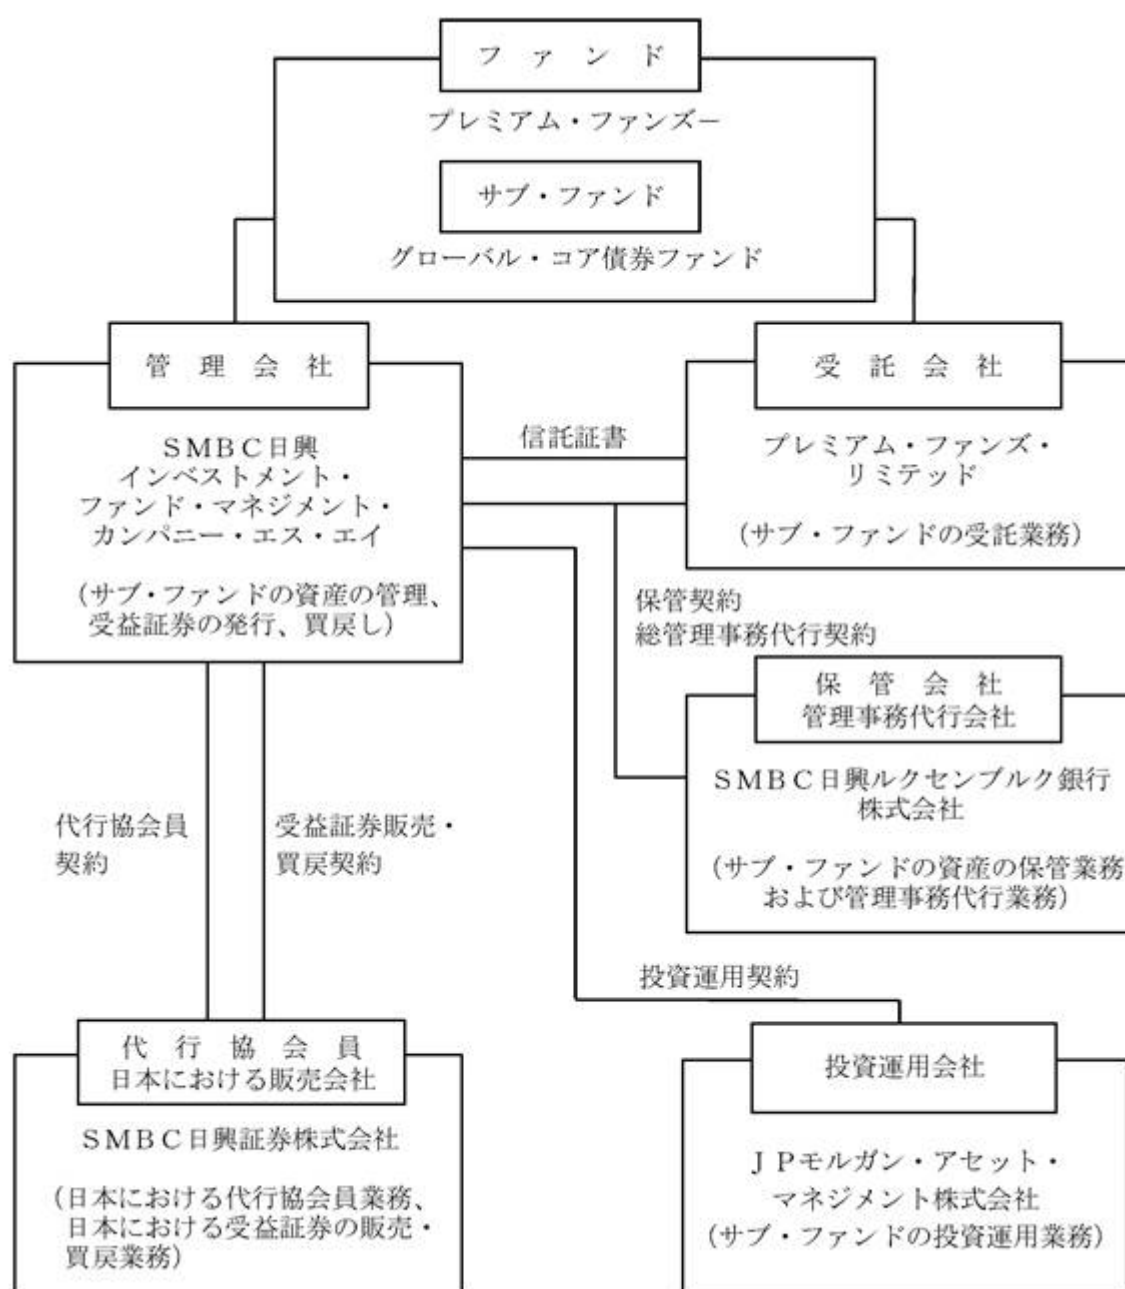 ファンド
プレミアム・ファンズー
サブ・ファンド
グローバル・コア債券ファンド
管理会社
SMBC日興
インベストメント・
ファンド・マネジメント・
カンパニー・エス・エイ
（サブ・ファンドの資産の管理、
受益証券の発行、買戻し）
信託証書
受託会社
プレミアム・ファンズ・
リミテッド
（サブ・ファンドの受託業務）
保管契約
総管理事務代行契約
保管会社
管理事務代行会社
SMBC日興ルクセンブルク銀行
株式会社
（サブ・ファンドの資産の保管業務
および管理事務代行業務）
代行協会員
契約
受益証券販売・
買戻契約
投資運用契約
代行協会員
日本における販売会社
SMBC日興証券株式会社
（日本における代行協会員業務、
日本における受益証券の販売・
買戻業務）
投資運用会社
JPモルガン・アセット・
マネジメント株式会社
（サブ・ファンドの投資運用業務）